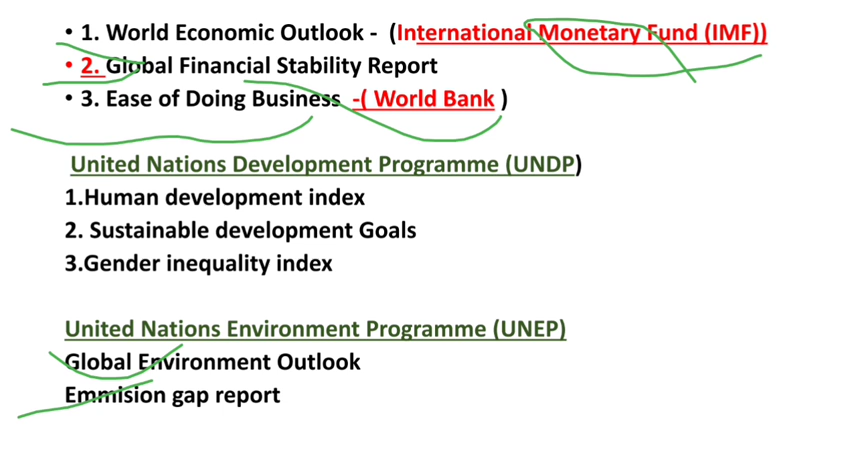 • 1. World Economic Outlook - (International Monetary Fund (IMF))
• 2. Global Financial Stability Report
• 3. Ease of Doing Business -( World Bank )
United Nations Development Programme (UNDP)
1.Human development index
2. Sustainable development Goals
3.Gender inequality index
United Nations Environment Programme (UNEP)
Global Environment Outlook
Emmision gap report